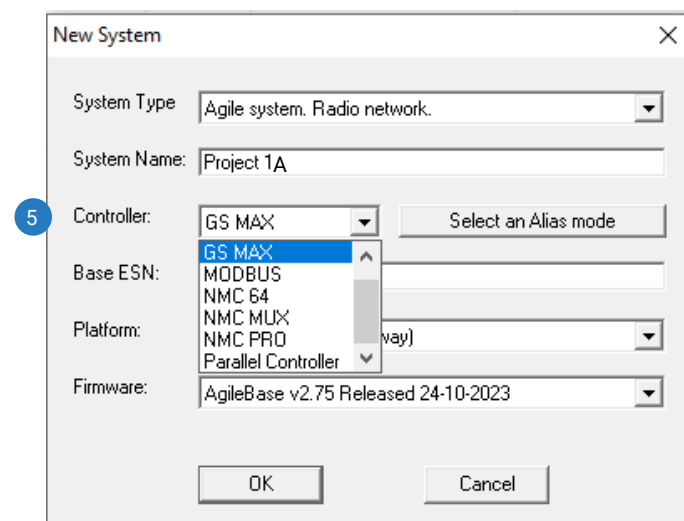 New System
System Type
Agile system. Radio network.
System Name:
Project 1A
5
Controller:
GS MAX
Select an Alias mode
GS MAX
MODBUS
NMC 64
NMC MUX
NMC PRO
Parallel Controller
Base ESN:
Platform:
way)
Firmware:
AgileBase v2.75 Released 24-10-2023
OK
Cancel